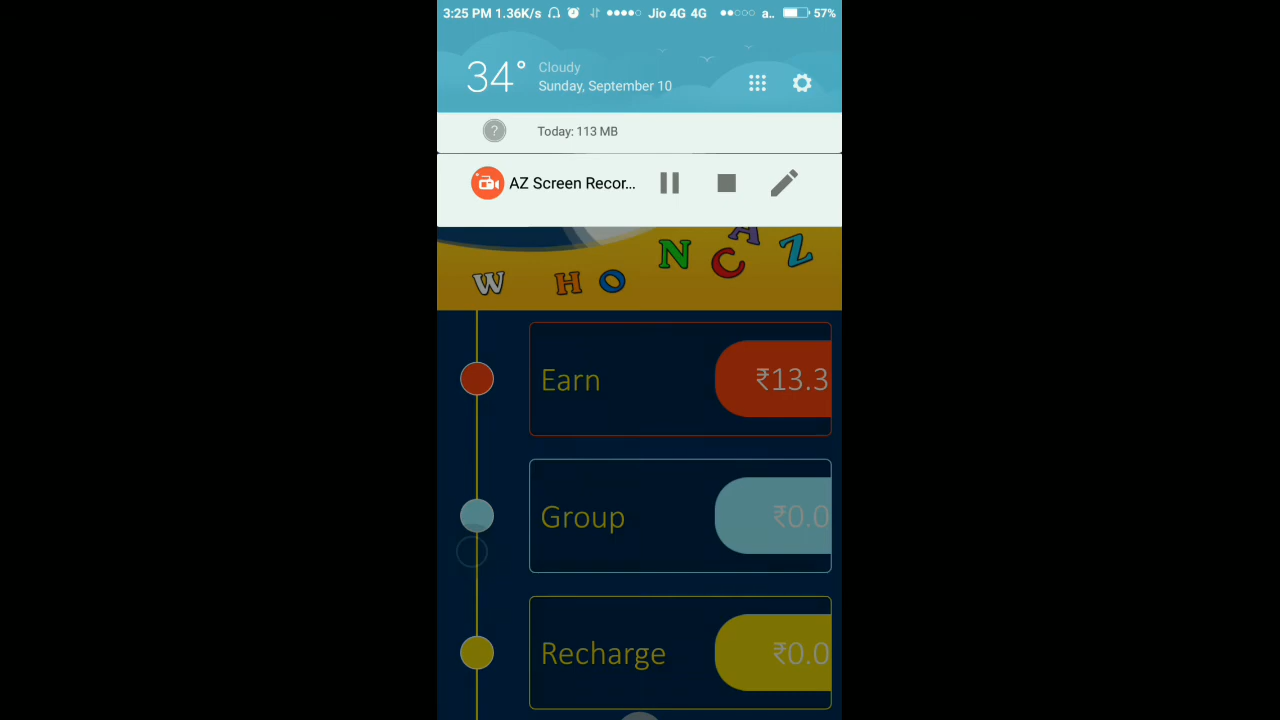 3:25 PM 1.36K/s Jio 4G 4G a.. 57%
34° Cloudy
Sunday, September 10
? Today: 113 MB
AZ Screen Recor...
W H O N C A Z
Earn ₹13.3
Group ₹0.0
Recharge ₹0.0